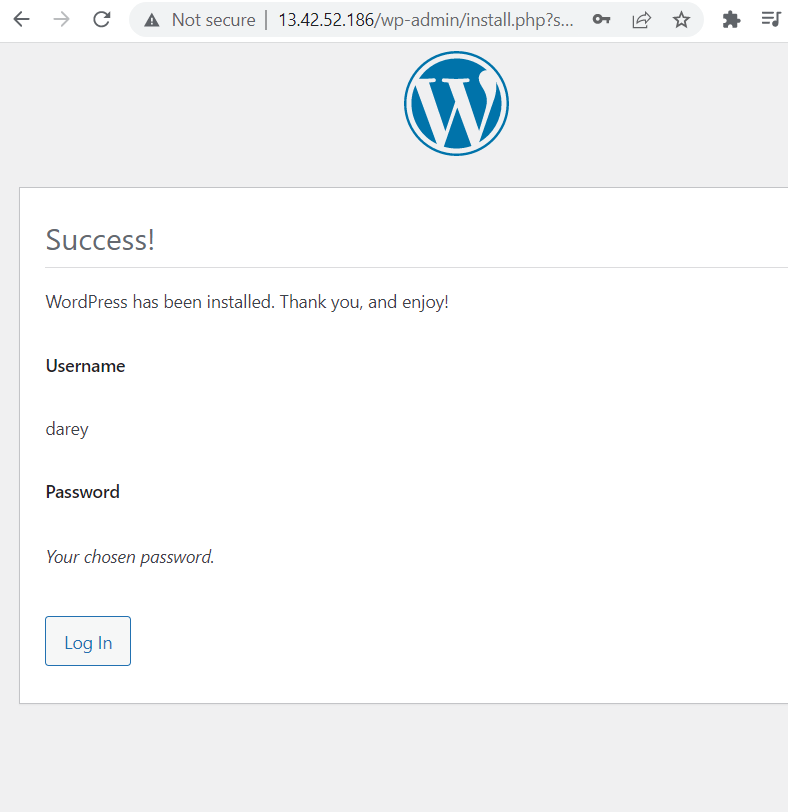 Not secure | 13.42.52.186/wp-admin/install.php?s...
Success!
WordPress has been installed. Thank you, and enjoy!
Username
darey
Password
Your chosen password.
Log In